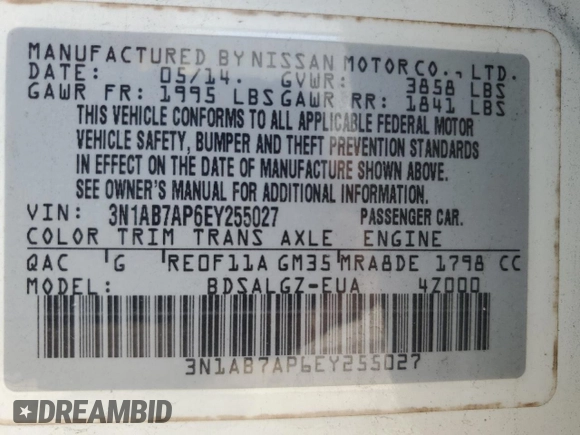 MANUFACTURED BY NISSAN MOTOR CO., LTD.
DATE: 05/14. GVWR: 3858 LBS
GAWR FR: 1995 LBS GAWR RR: 1841 LBS
THIS VEHICLE CONFORMS TO ALL APPLICABLE FEDERAL MOTOR
VEHICLE SAFETY, BUMPER AND THEFT PREVENTION STANDARDS
IN EFFECT ON THE DATE OF MANUFACTURE SHOWN ABOVE.
SEE OWNER'S MANUAL FOR ADDITIONAL INFORMATION.
VIN: 3N1AB7AP6EY255027 PASSENGER CAR.
COLOR TRIM TRANS AXLE ENGINE
QAC G RE0F11A GM35 MRA8DE 1798 CC
MODEL: BDSALGZ-EUA 4Z000
3N1AB7AP6EY255027
DREAMBID